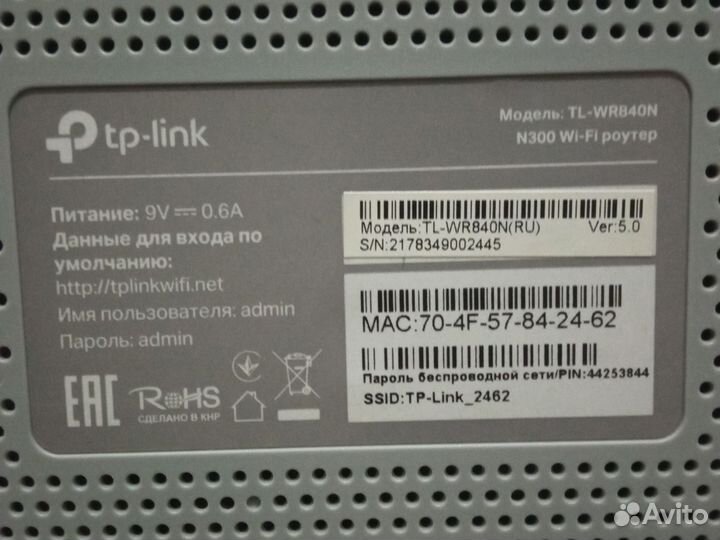 tp-link
Модель: TL-WR840N
N300 Wi-Fi роутер
Питание: 9V 0.6A
Данные для входа по
умолчанию:
http://tplinkwifi.net
Имя пользователя: admin
Пароль: admin
EAC
RoHS
СДЕЛАНО В КНР
Модель:TL-WR840N(RU) Ver:5.0
S/N:2178349002445
MAC:70-4F-57-84-24-62
Пароль беспроводной сети/PIN:44253844
SSID:TP-Link_2462
Avito